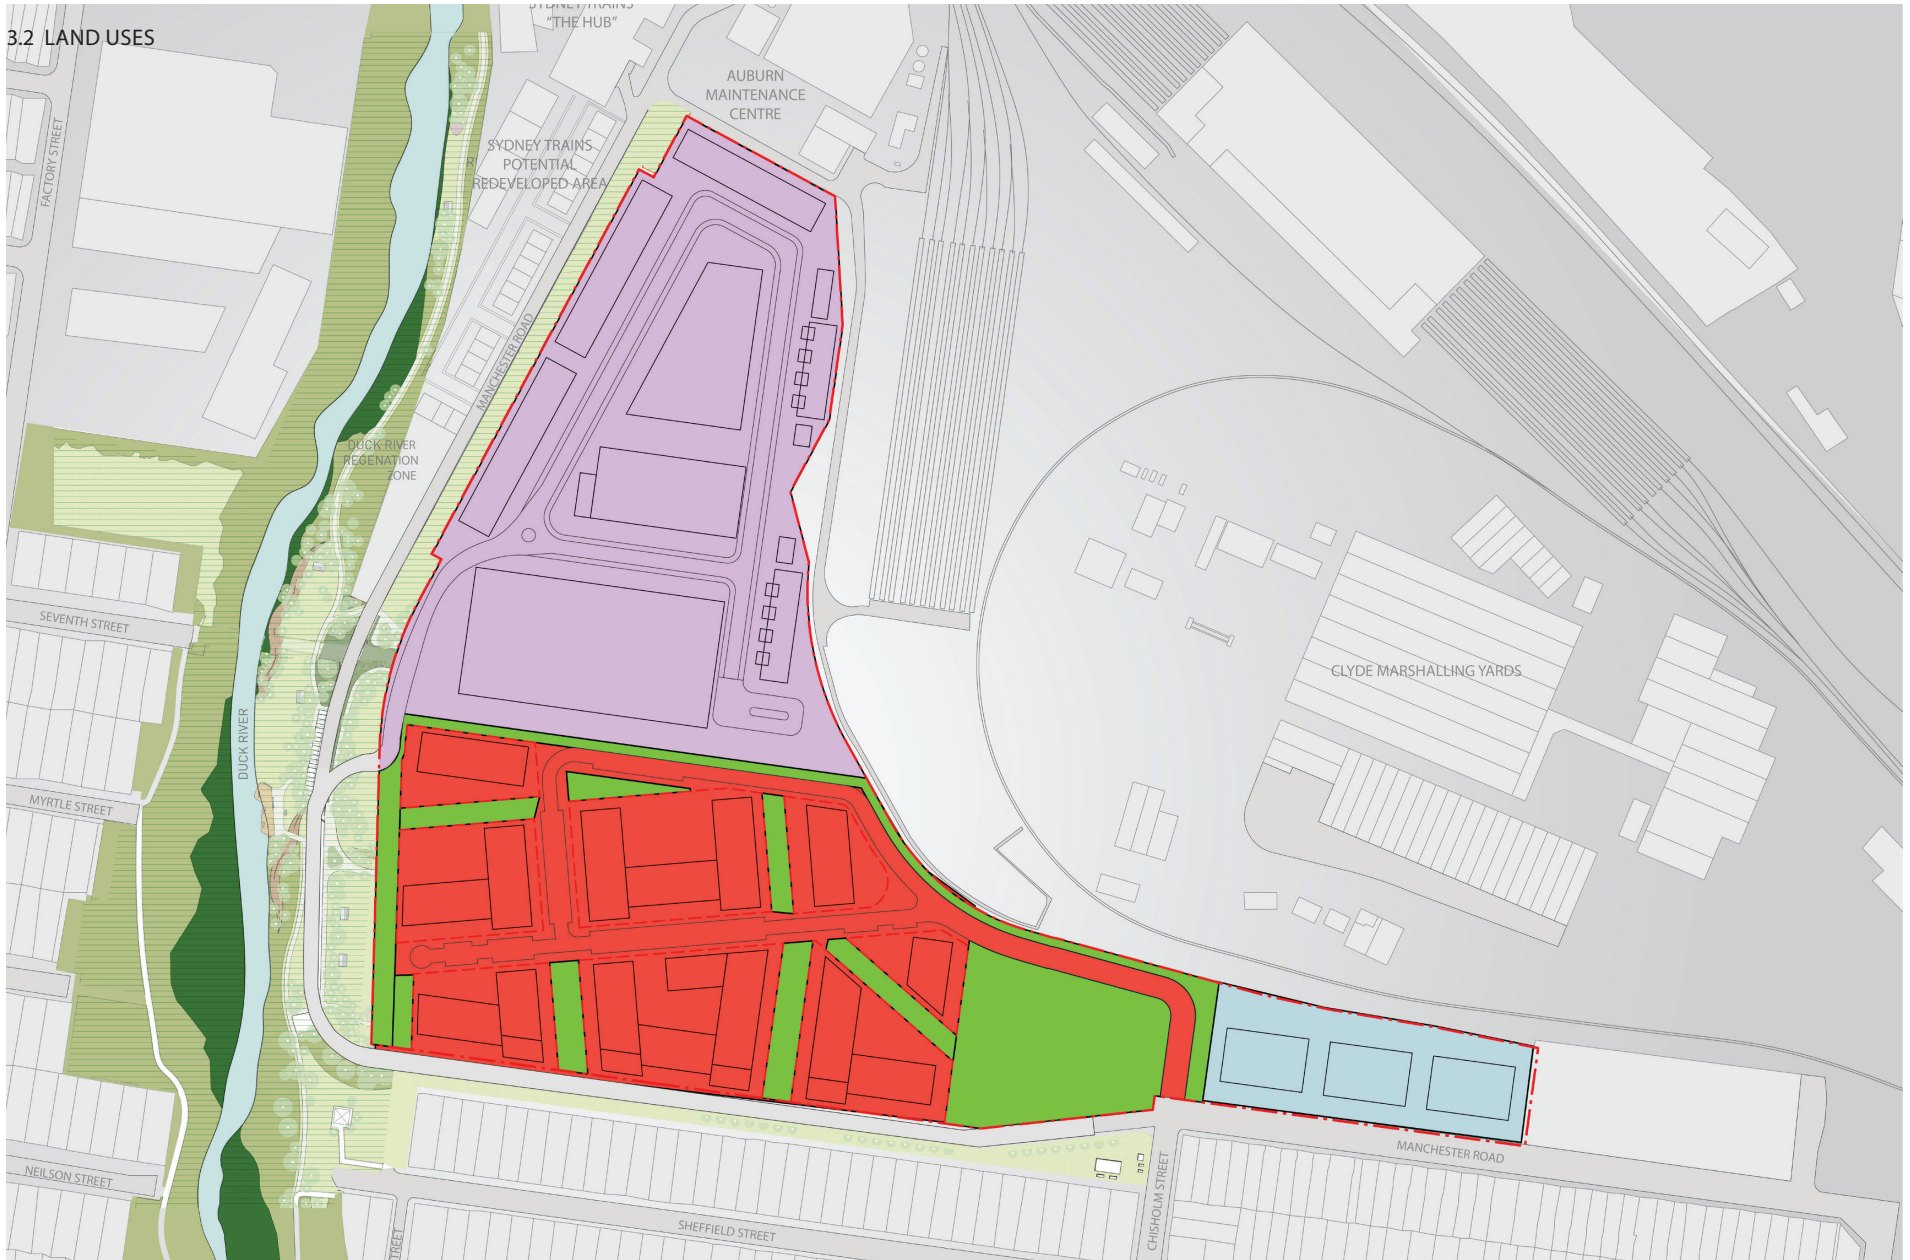 3.2 LAND USES
SYDNEY TRAINS
"THE HUB"
AUBURN
MAINTENANCE
CENTRE
SYDNEY TRAINS
POTENTIAL
REDEVELOPED AREA
FACTORY STREET
MANCHESTER ROAD
DUCK RIVER
REGENATION
ZONE
SEVENTH STREET
CLYDE MARSHALLING YARDS
DUCK RIVER
MYRTLE STREET
MANCHESTER ROAD
NEILSON STREET
CHISHOLM STREET
SHEFFIELD STREET